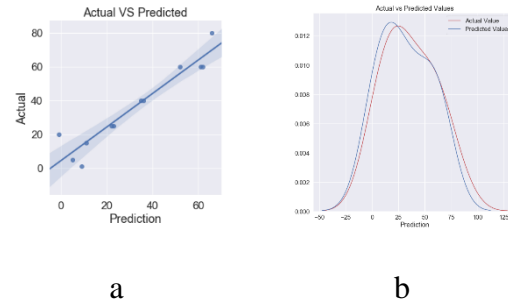 Actual VS Predicted
80
60
40
20
0
Actual
0
20
40
60
Prediction
a
Actual vs Predicted Values
Actual Value
Predicted Values
0.012
0.010
0.008
0.006
0.004
0.002
0.000
-50
-25
0
25
50
75
100
125
Prediction
b